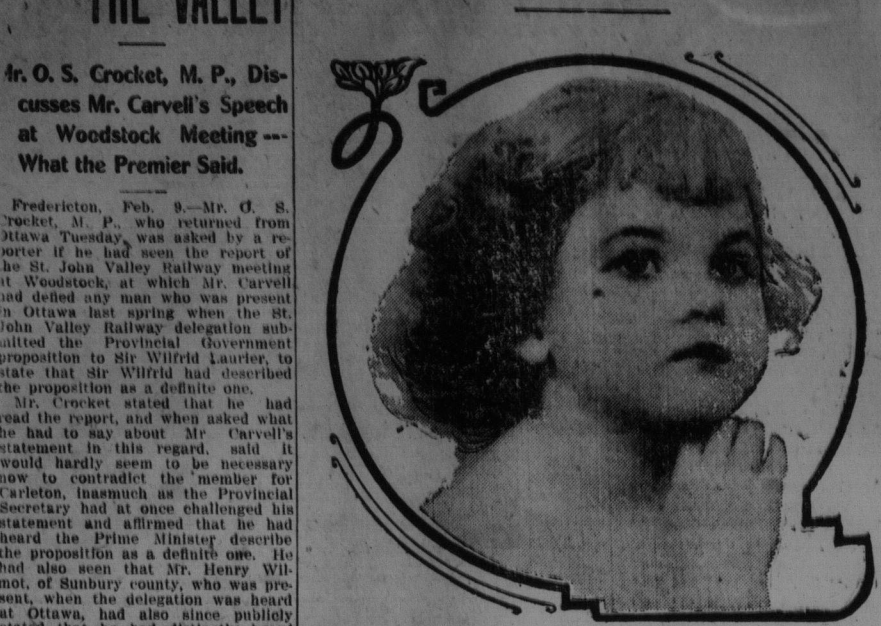 THE VALLEY
Mr. O. S. Crocket, M. P., Dis-
cusses Mr. Carvell's Speech
at Woodstock Meeting ---
What the Premier Said.
Fredericton, Feb. 9.—Mr. O. S.
Crocket, M. P., who returned from
Ottawa Tuesday, was asked by a re-
porter if he had seen the report of
the St. John Valley Railway meeting
at Woodstock, at which Mr. Carvell
had defied any man who was present
in Ottawa last spring when the St.
John Valley Railway delegation sub-
mitted the Provincial Government
proposition to Sir Wilfrid Laurier, to
state that Sir Wilfrid had described
the proposition as a definite one.
Mr. Crocket stated that he had
read the report, and when asked what
he had to say about Mr Carvell's
statement in this regard, said it
would hardly seem to be necessary
now to contradict the member for
Carleton, inasmuch as the Provincial
Secretary had at once challenged his
statement and affirmed that he had
heard the Prime Minister describe
the proposition as a definite one. He
had also seen that Mr. Henry Wil-
mot, of Sunbury county, who was pre-
sent, when the delegation was heard
at Ottawa, had also since publicly